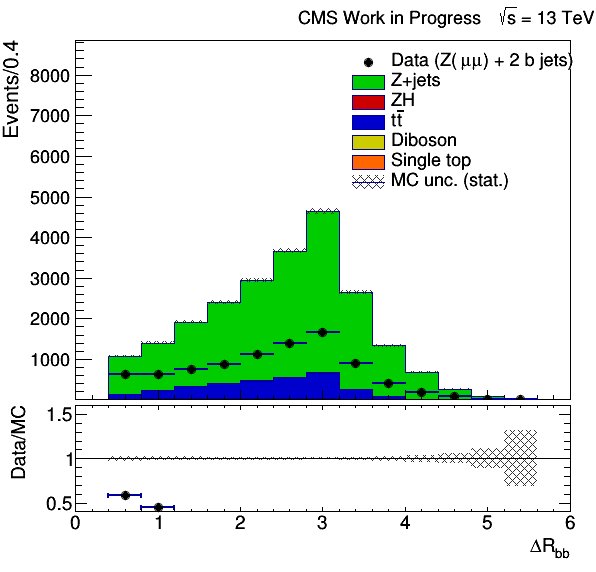 CMS Work in Progress √s = 13 TeV
Events/0.4
8000
7000
6000
5000
4000
3000
2000
1000
Data (Z(μμ) + 2 b jets)
Z+jets
ZH
tt̅
Diboson
Single top
MC unc. (stat.)
Data/MC
1.5
1
0.5
0 1 2 3 4 5 6
ΔR_bb